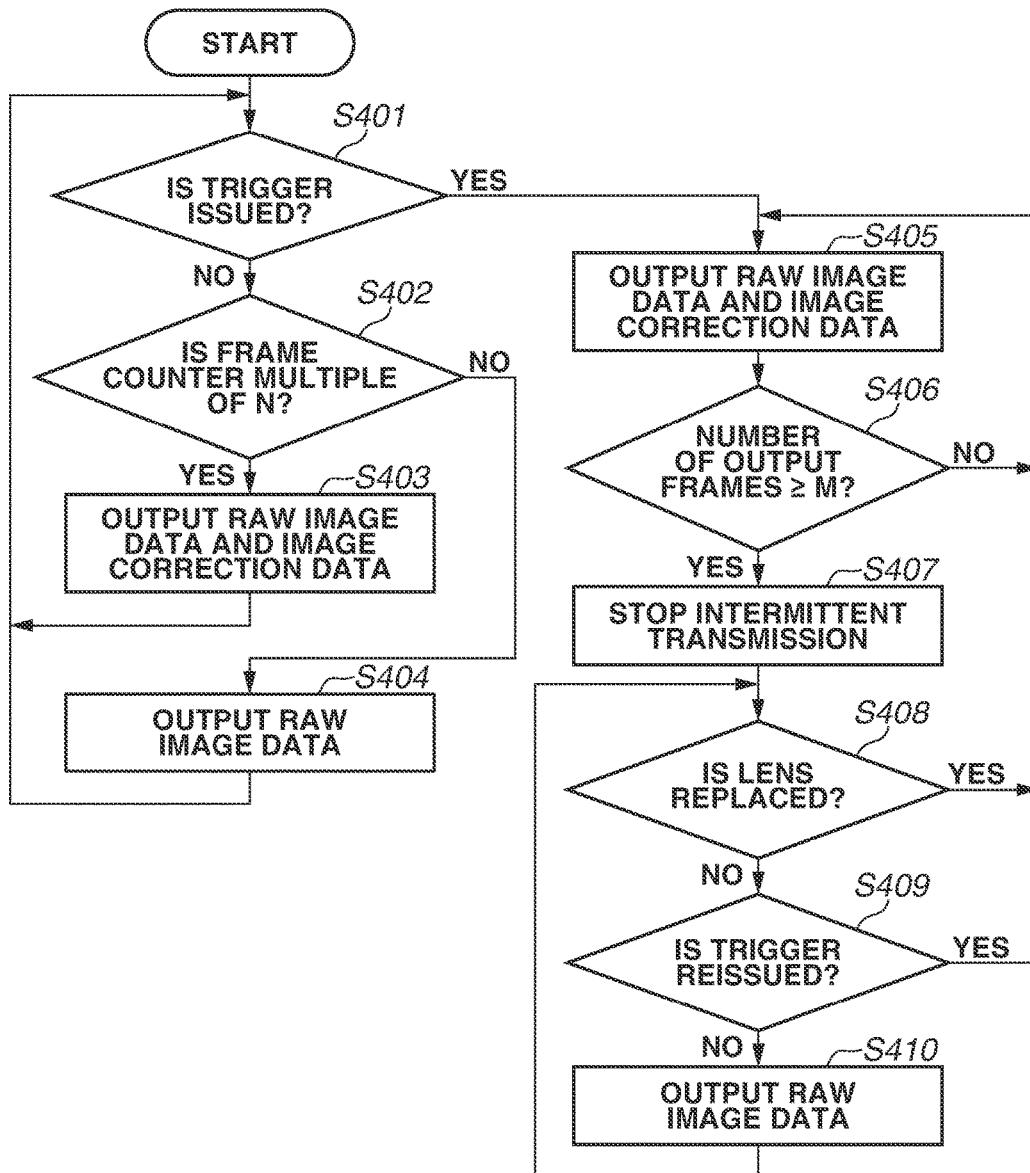 START
S401
IS TRIGGER
ISSUED?
YES
NO
S402
IS FRAME
COUNTER MULTIPLE
OF N?
NO
YES
S403
OUTPUT RAW IMAGE
DATA AND IMAGE
CORRECTION DATA
S404
OUTPUT RAW
IMAGE DATA
S405
OUTPUT RAW IMAGE
DATA AND IMAGE
CORRECTION DATA
S406
NUMBER
OF OUTPUT
FRAMES ≥ M?
NO
YES
S407
STOP INTERMITTENT
TRANSMISSION
S408
IS LENS
REPLACED?
YES
NO
S409
IS TRIGGER
REISSUED?
YES
NO
S410
OUTPUT RAW
IMAGE DATA